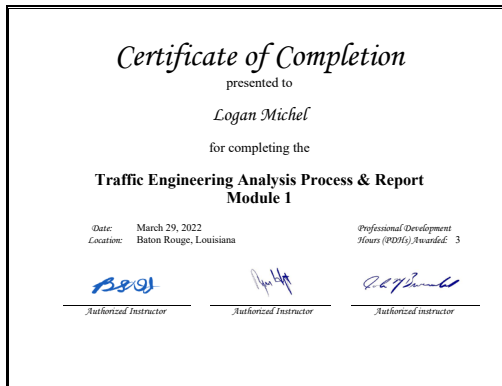 Certificate of Completion
presented to
Logan Michel
for completing the
Traffic Engineering Analysis Process & Report
Module 1
Date: March 29, 2022
Location: Baton Rouge, Louisiana
Professional Development
Hours (PDHs) Awarded: 3
Authorized Instructor
Authorized Instructor
Authorized instructor